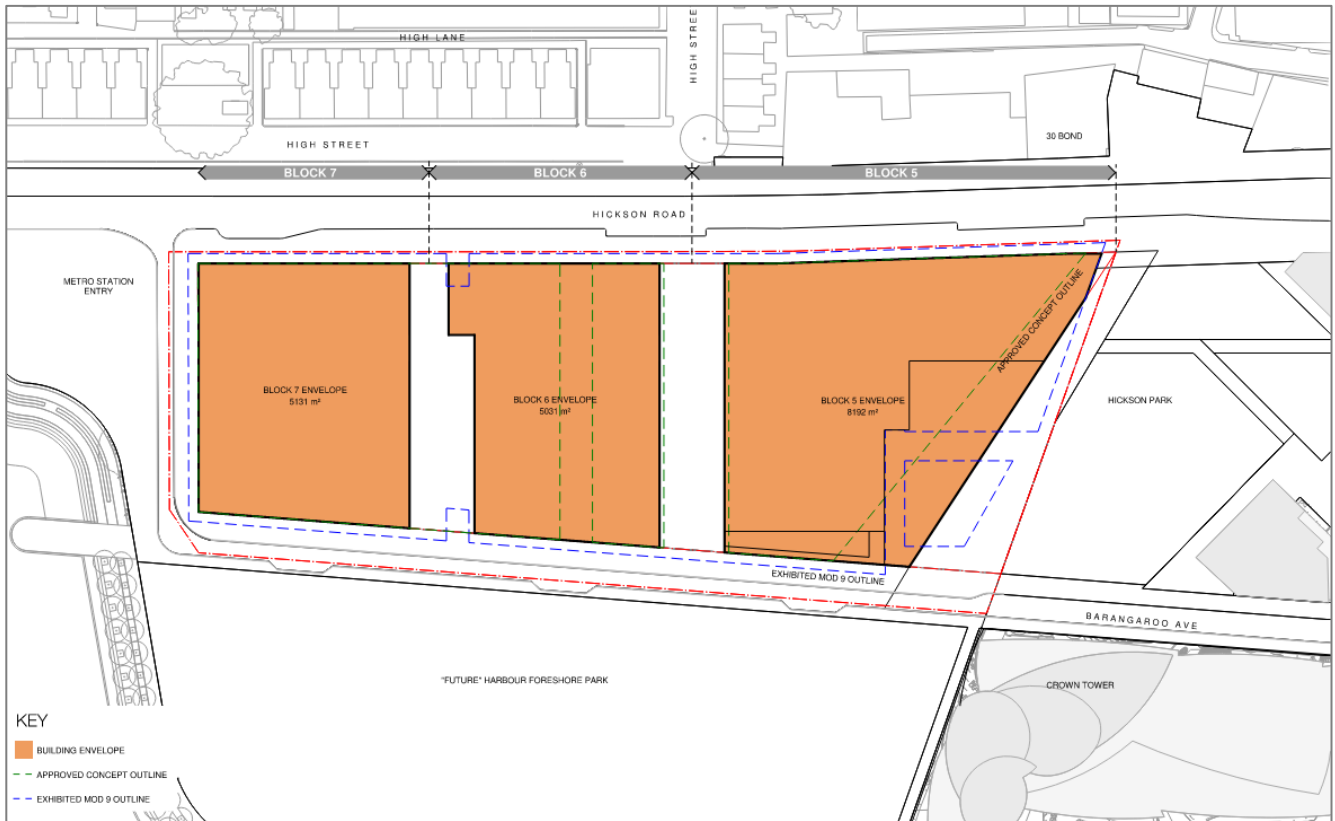 HIGH LANE
HIGH STREE
HIGH STREET
30 BOND
BLOCK 7
BLOCK 6
BLOCK 5
HICKSON ROAD
METRO STATION
ENTRY
BLOCK 7 ENVELOPE
5131 m²
BLOCK 6 ENVELOPE
5031 m²
BLOCK 5 ENVELOPE
8192 m²
APPROVED CONCEPT OUTLINE
HICKSON PARK
EXHIBITED MOD 9 OUTLINE
BARANGAROO AVE
"FUTURE" HARBOUR FORESHORE PARK
CROWN TOWER
KEY
BUILDING ENVELOPE
APPROVED CONCEPT OUTLINE
EXHIBITED MOD 9 OUTLINE